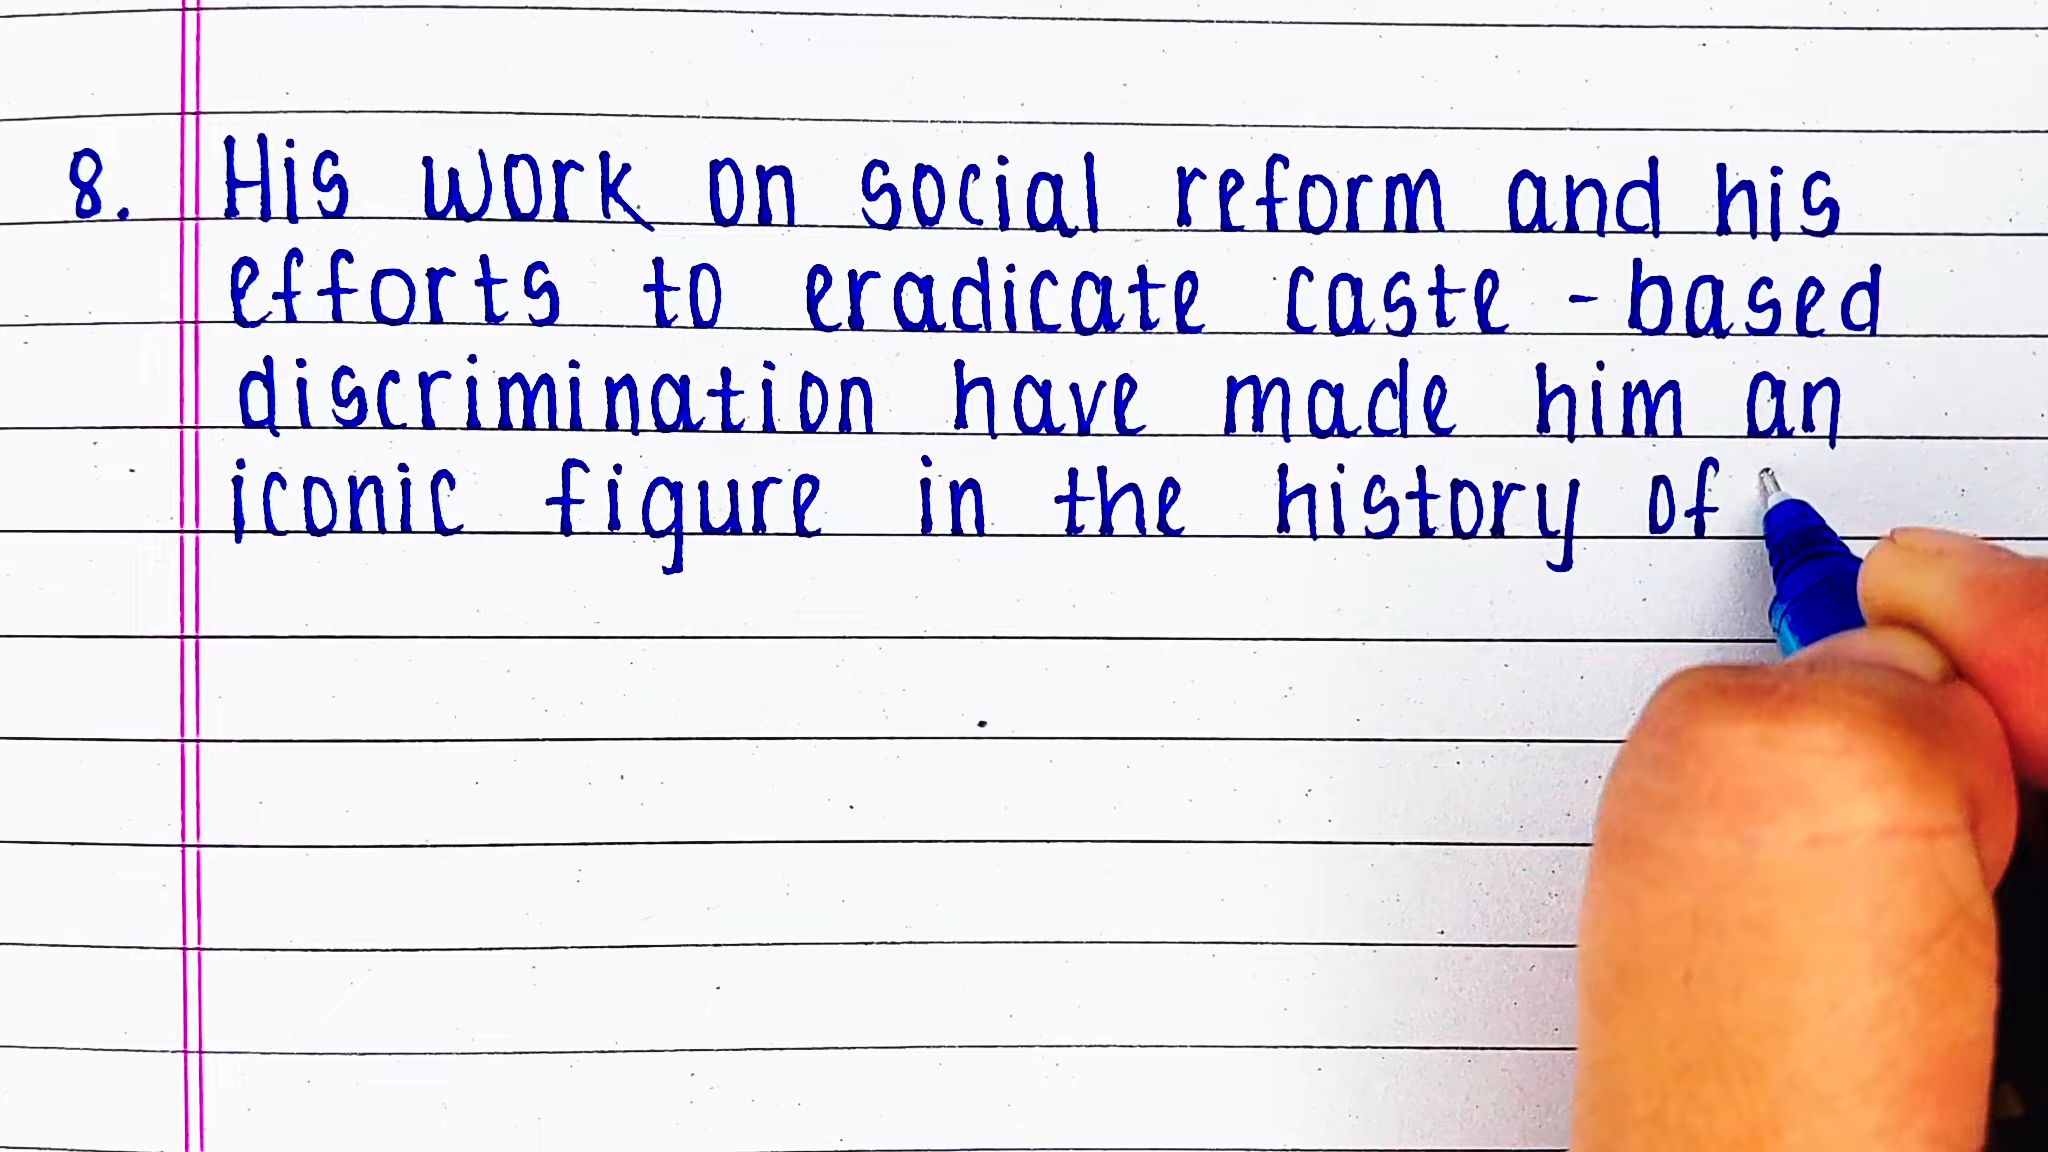 8. His work on social reform and his
efforts to eradicate caste -based
discrimination have made him an
iconic figure in the history of